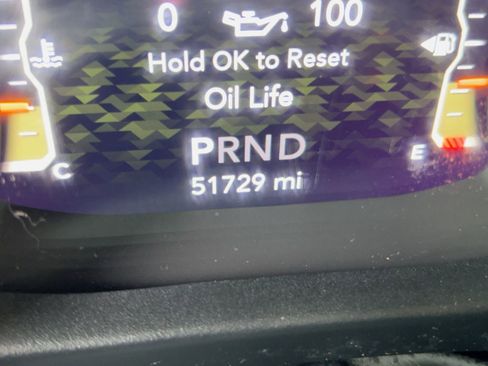 0 100
Hold OK to Reset
Oil Life
PRND
51729 mi
C
E